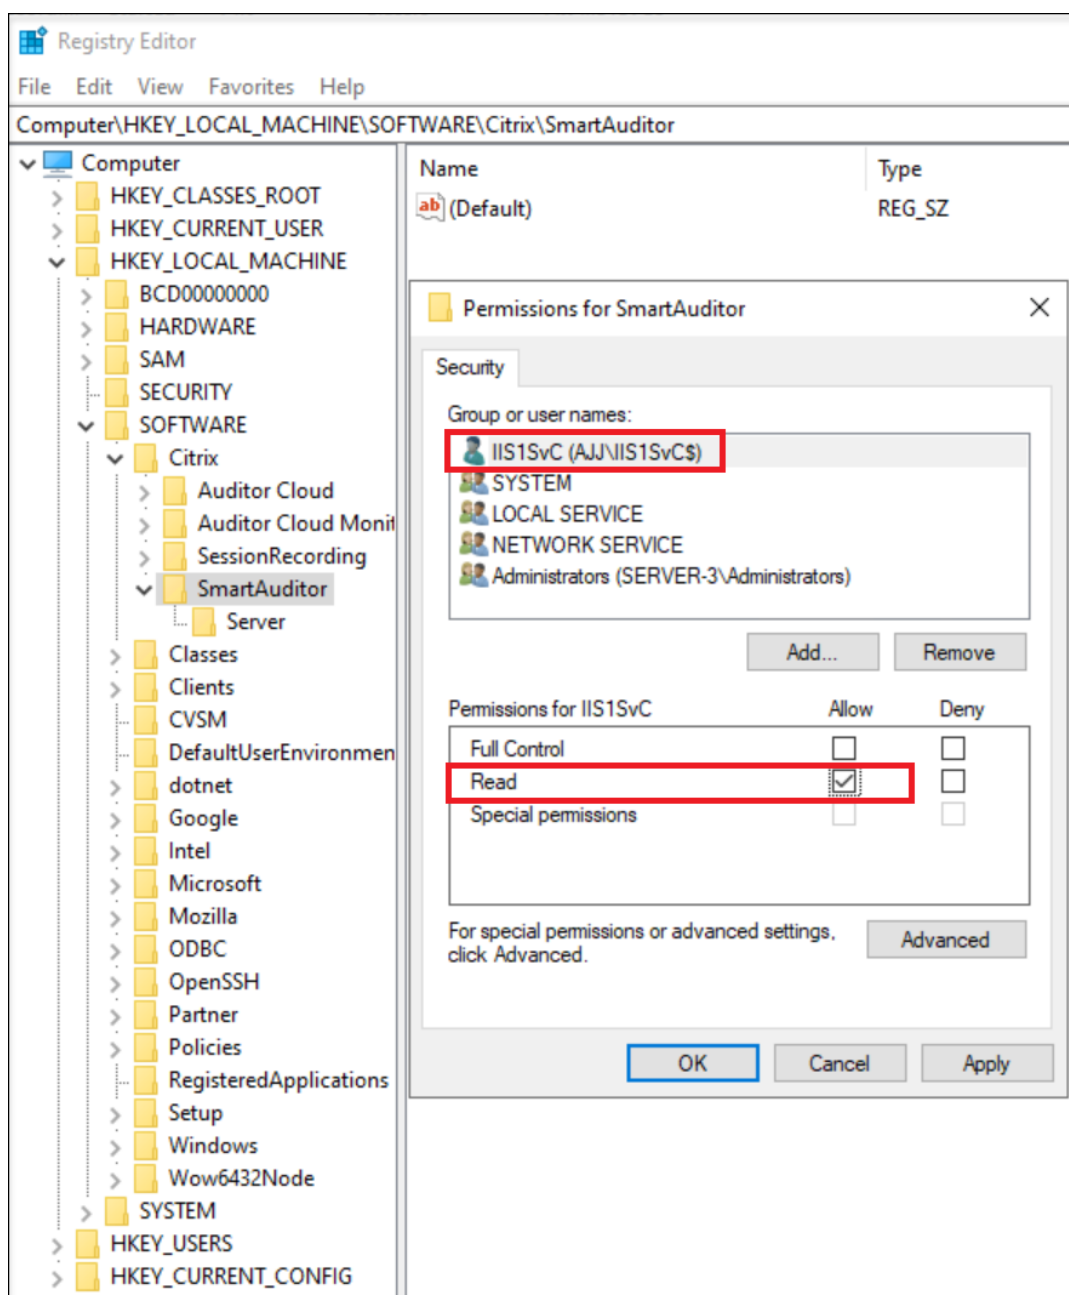 Registry Editor
File Edit View Favorites Help
Computer\HKEY_LOCAL_MACHINE\SOFTWARE\Citrix\SmartAuditor
Computer
HKEY_CLASSES_ROOT
HKEY_CURRENT_USER
HKEY_LOCAL_MACHINE
BCD00000000
HARDWARE
SAM
SECURITY
SOFTWARE
Citrix
Auditor Cloud
Auditor Cloud Monit
SessionRecording
SmartAuditor
Server
Classes
Clients
CVSM
DefaultUserEnvironmen
dotnet
Google
Intel
Microsoft
Mozilla
ODBC
OpenSSH
Partner
Policies
RegisteredApplications
Setup
Windows
Wow6432Node
SYSTEM
HKEY_USERS
HKEY_CURRENT_CONFIG
Name Type
ab (Default) REG_SZ
Permissions for SmartAuditor
Security
Group or user names:
IIS1SvC (AJJ\IIS1SvC$)
SYSTEM
LOCAL SERVICE
NETWORK SERVICE
Administrators (SERVER-3\Administrators)
Add... Remove
Permissions for IIS1SvC Allow Deny
Full Control
Read
Special permissions
For special permissions or advanced settings,
click Advanced.
Advanced
OK Cancel Apply